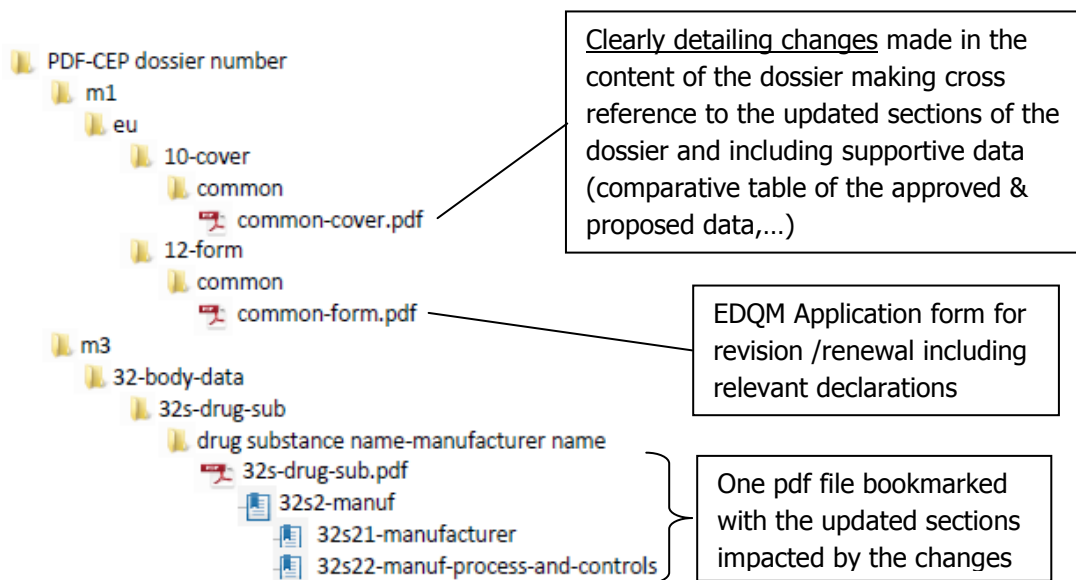 PDF-CEP dossier number
m1
eu
10-cover
common
common-cover.pdf
12-form
common
common-form.pdf
m3
32-body-data
32s-drug-sub
drug substance name-manufacturer name
32s-drug-sub.pdf
32s2-manuf
32s21-manufacturer
32s22-manuf-process-and-controls
Clearly detailing changes made in the
content of the dossier making cross
reference to the updated sections of the
dossier and including supportive data
(comparative table of the approved &
proposed data,...)
EDQM Application form for
revision /renewal including
relevant declarations
One pdf file bookmarked
with the updated sections
impacted by the changes